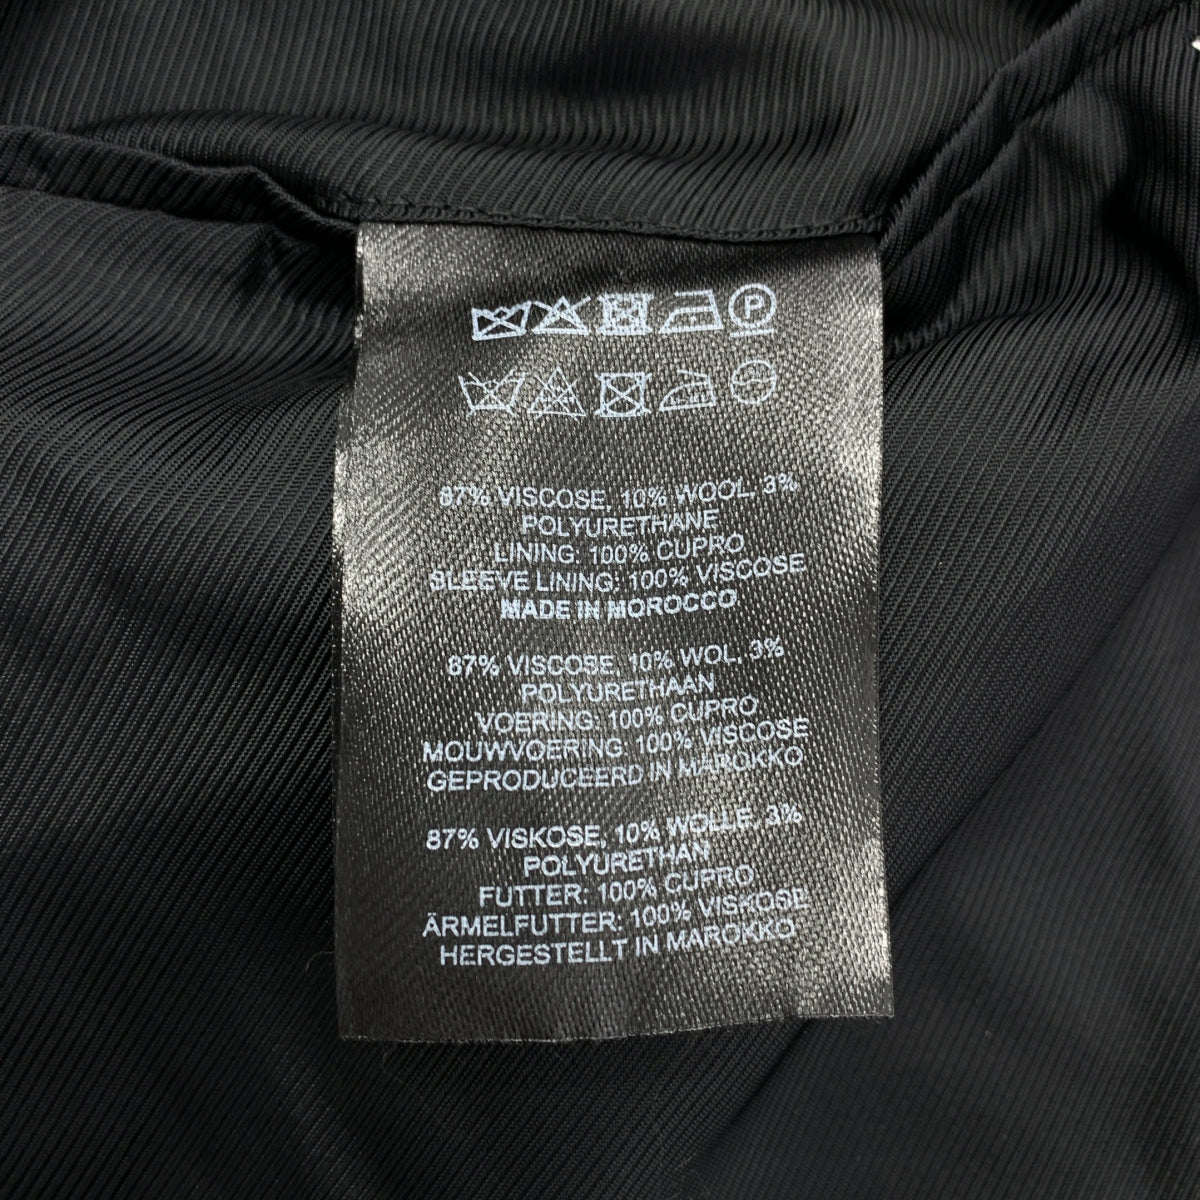 P
87% VISCOSE, 10% WOOL, 3%
POLYURETHANE
LINING: 100% CUPRO
SLEEVE LINING: 100% VISCOSE
MADE IN MOROCCO
87% VISCOSE, 10% WOL, 3%
POLYURETHAAN
VOERING: 100% CUPRO
MOUWVOERING: 100% VISCOSE
GEPRODUCEERD IN MAROKKO
87% VISKOSE, 10% WOLLE, 3%
POLYURETHAN
FUTTER: 100% CUPRO
ÄRMELFUTTER: 100% VISKOSE
HERGESTELLT IN MAROKKO